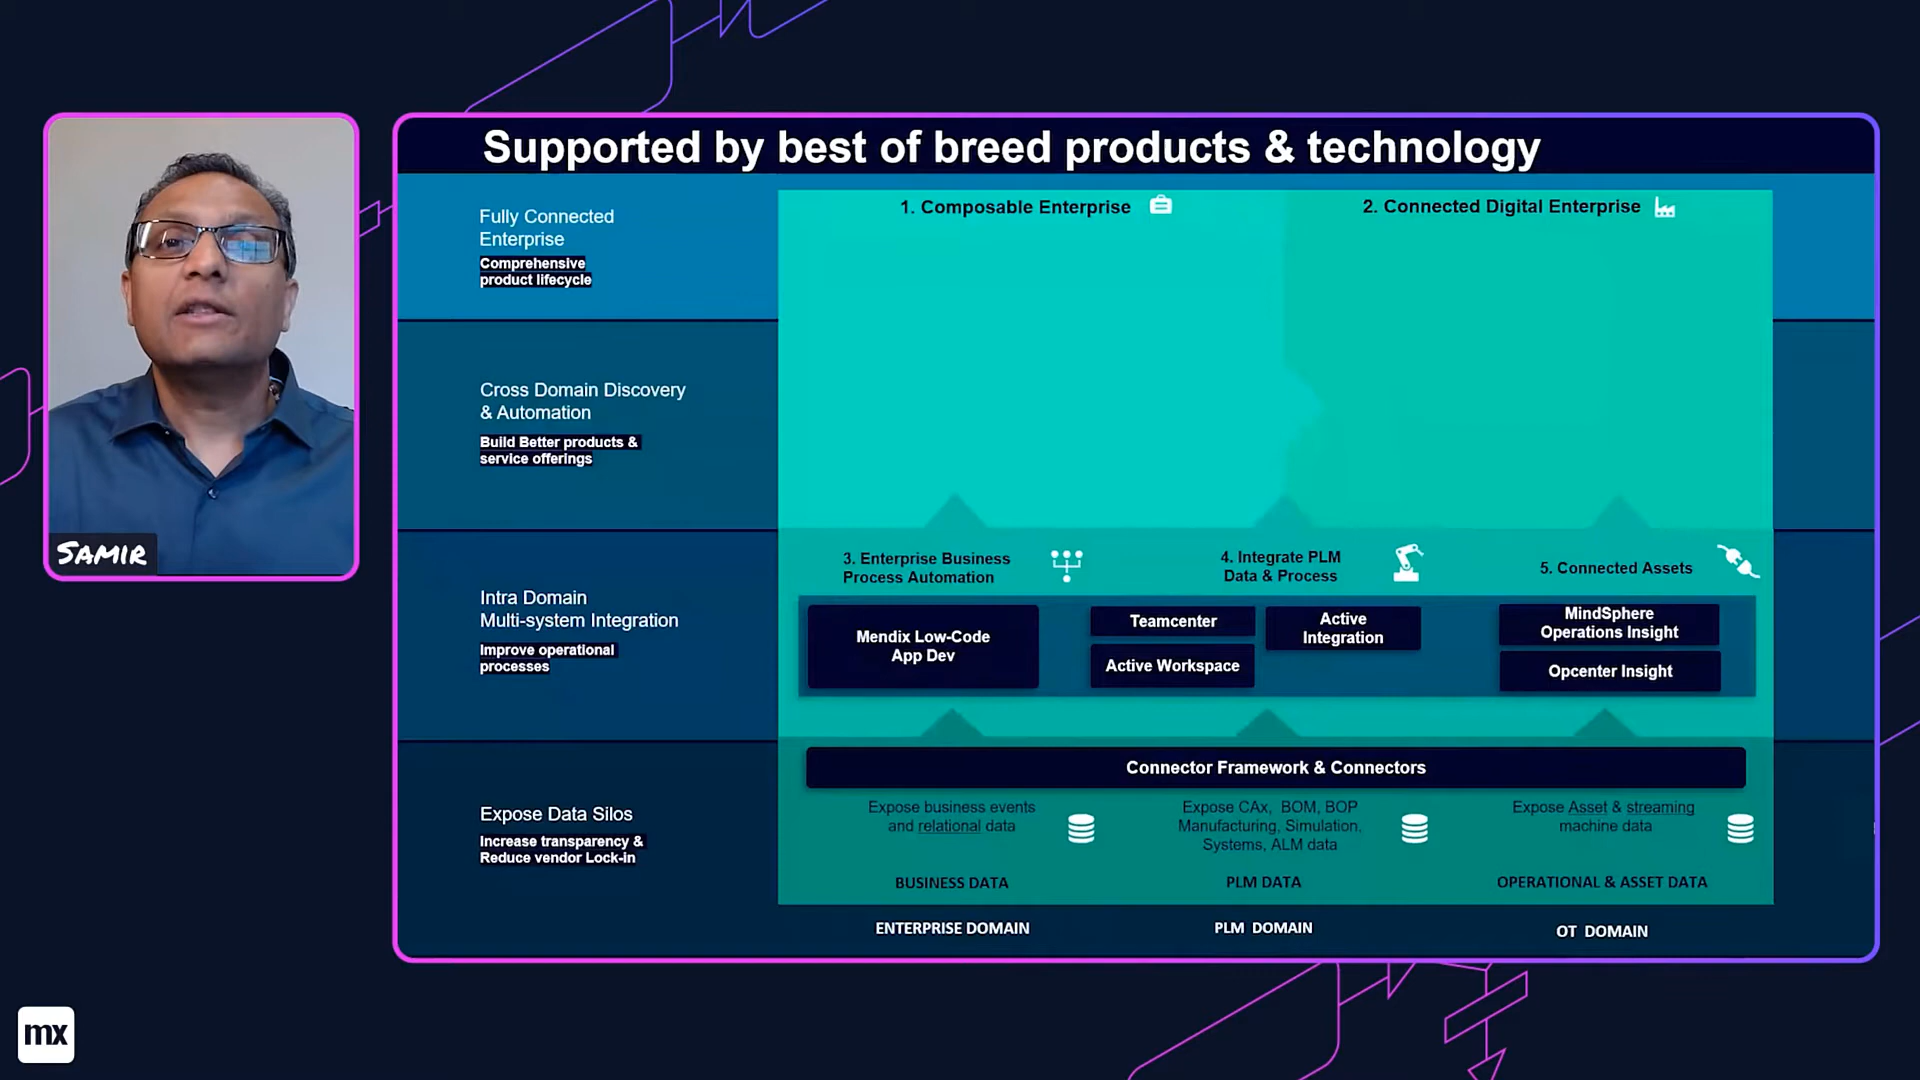 Supported by best of breed products & technology
Fully Connected
Enterprise
Comprehensive
product lifecycle
1. Composable Enterprise
2. Connected Digital Enterprise
Cross Domain Discovery
& Automation
Build Better products &
service offerings
SAMIR
Intra Domain
Multi-system Integration
Improve operational
processes
3. Enterprise Business
Process Automation
4. Integrate PLM
Data & Process
5. Connected Assets
Mendix Low-Code
App Dev
Teamcenter
Active Workspace
Active
Integration
MindSphere
Operations Insight
Opcenter Insight
Connector Framework & Connectors
Expose Data Silos
Increase transparency &
Reduce vendor Lock-in
Expose business events
and relational data
Expose CAx, BOM, BOP
Manufacturing, Simulation,
Systems, ALM data
Expose Asset & streaming
machine data
BUSINESS DATA
PLM DATA
OPERATIONAL & ASSET DATA
ENTERPRISE DOMAIN
PLM DOMAIN
OT DOMAIN
mx